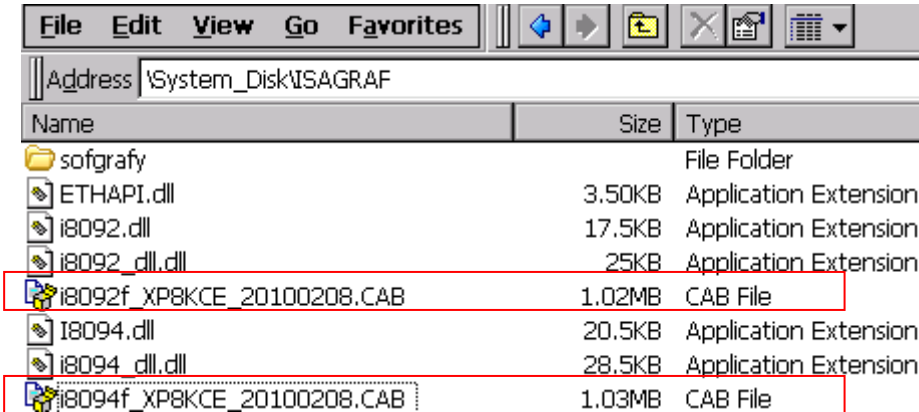 File Edit View Go Favorites
Address \System_Disk\ISAGRAF
Name Size Type
sofgrafy File Folder
ETHAPI.dll 3.50KB Application Extension
i8092.dll 17.5KB Application Extension
i8092_dll.dll 25KB Application Extension
i8092f_XP8KCE_20100208.CAB 1.02MB CAB File
I8094.dll 20.5KB Application Extension
i8094_dll.dll 28.5KB Application Extension
i8094f_XP8KCE_20100208.CAB 1.03MB CAB File